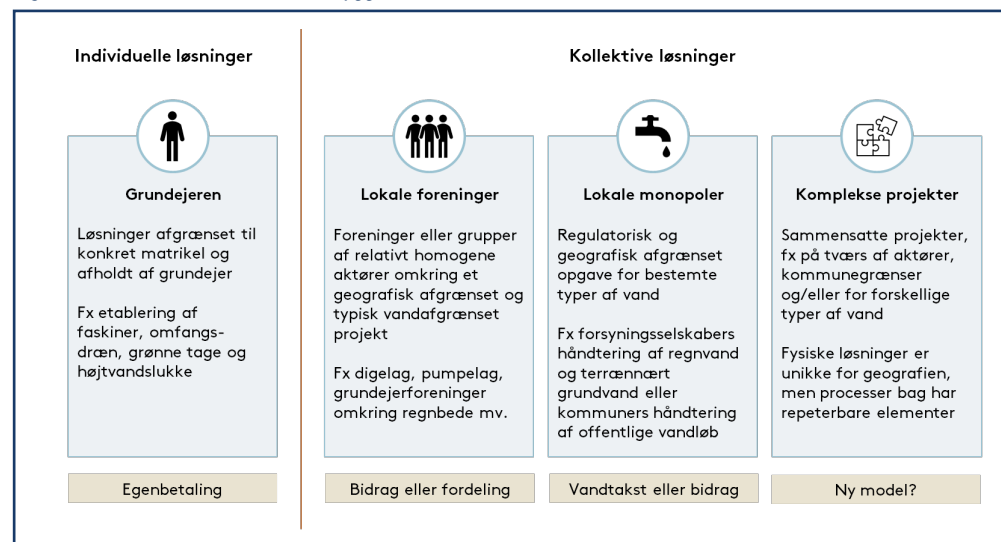 Individuelle løsninger
Kollektive løsninger
Grundejeren
Løsninger afgrænset til
konkret matrikel og
afholdt af grundejer
Fx etablering af
faskiner, omfangs-
dræn, grønne tage og
højtvandslukke
Egenbetaling
Lokale foreninger
Foreninger eller grupper
af relativt homogene
aktører omkring et
geografisk afgrænset og
typisk vandafgrænset
projekt
Fx digelag, pumpelag,
grundejerforeninger
omkring regnbede mv.
Bidrag eller fordeling
Lokale monopoler
Regulatorisk og
geografisk afgrænset
opgave for bestemte
typer af vand
Fx forsyningsselskabers
håndtering af regnvand
og terrænnært
grundvand eller
kommuners håndtering
af offentlige vandløb
Vandtakst eller bidrag
Komplekse projekter
Sammensatte projekter,
fx på tværs af aktører,
kommunegrænser
og/eller for forskellige
typer af vand
Fysiske løsninger er
unikke for geografien,
men processer bag har
repeterbare elementer
Ny model?